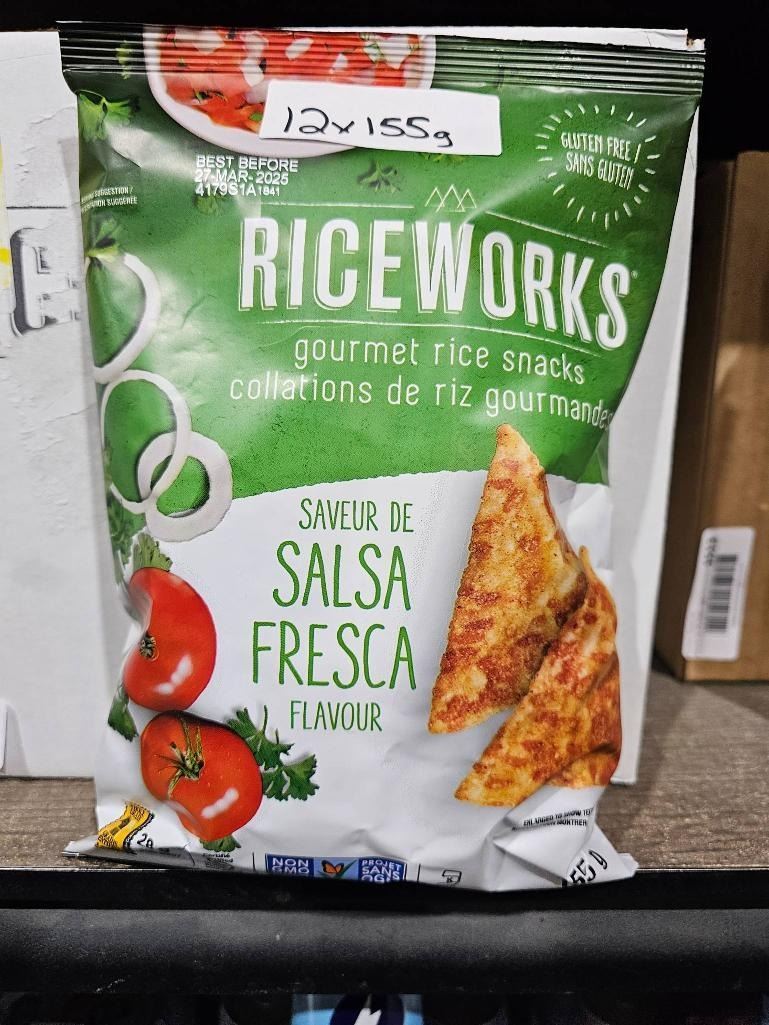 12x155g
BEST BEFORE
27-MAR-2025
4179S1A1841
GLUTEN FREE
SANS GLUTEN
RICEWORKS
gourmet rice snacks
collations de riz gourmandes
SAVEUR DE
SALSA
FRESCA
FLAVOUR
NON
GMO
PROJET
SANS
OGM